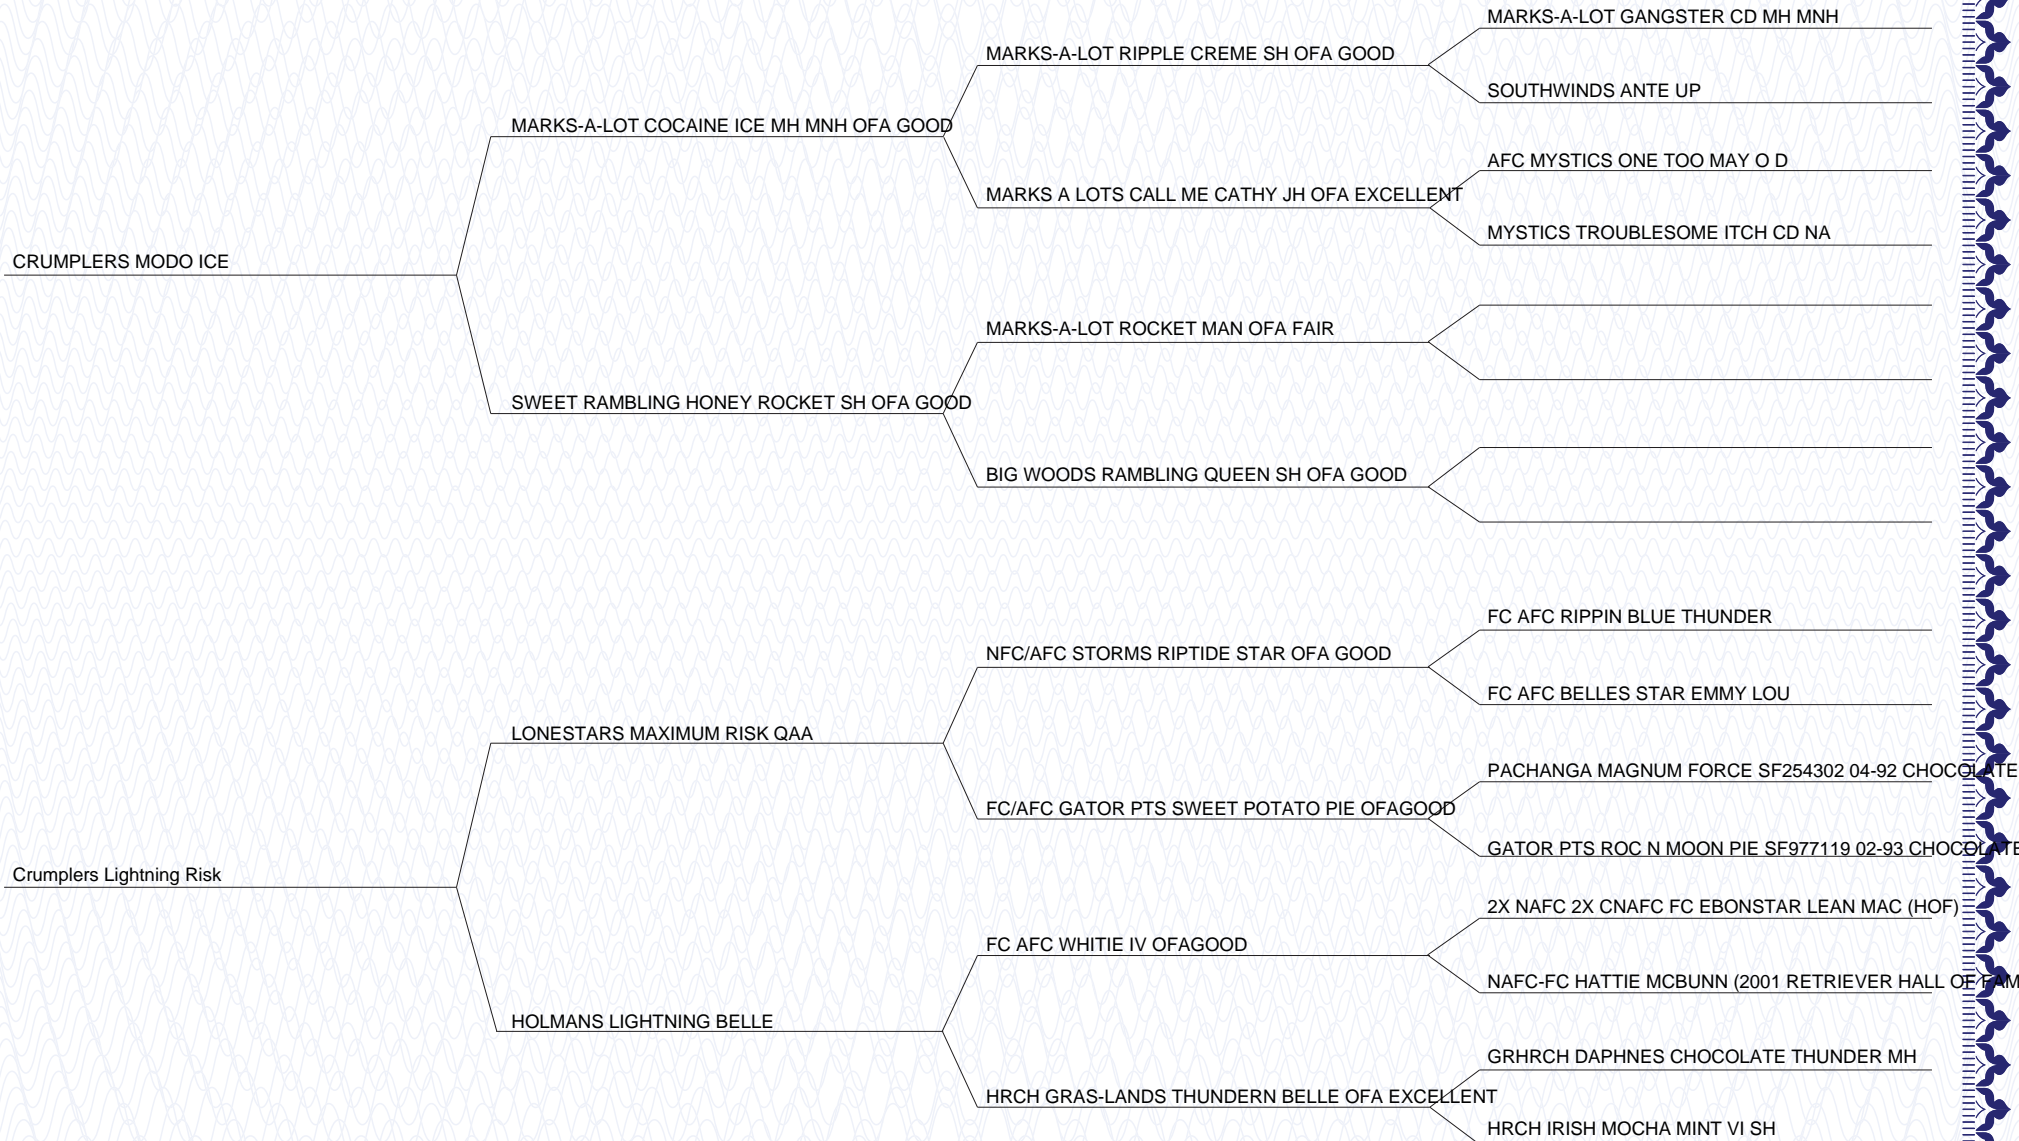 MARKS-A-LOT GANGSTER CD MH MNH
MARKS-A-LOT RIPPLE CREME SH OFA GOOD
SOUTHWINDS ANTE UP
MARKS-A-LOT COCAINE ICE MH MNH OFA GOOD
AFC MYSTICS ONE TOO MAY O D
MARKS A LOTS CALL ME CATHY JH OFA EXCELLENT
MYSTICS TROUBLESOME ITCH CD NA
CRUMPLERS MODO ICE
MARKS-A-LOT ROCKET MAN OFA FAIR
SWEET RAMBLING HONEY ROCKET SH OFA GOOD
BIG WOODS RAMBLING QUEEN SH OFA GOOD
FC AFC RIPPIN BLUE THUNDER
NFC/AFC STORMS RIPTIDE STAR OFA GOOD
FC AFC BELLES STAR EMMY LOU
LONESTARS MAXIMUM RISK QAA
PACHANGA MAGNUM FORCE SF254302 04-92 CHOCOLATE
FC/AFC GATOR PTS SWEET POTATO PIE OFAGOOD
GATOR PTS ROC N MOON PIE SF977119 02-93 CHOCOLATE
Crumplers Lightning Risk
2X NAFC 2X CNAFC FC EBONSTAR LEAN MAC (HOF)
FC AFC WHITIE IV OFAGOOD
NAFC-FC HATTIE MCBUNN (2001 RETRIEVER HALL OF FAM
HOLMANS LIGHTNING BELLE
GRHRCH DAPHNES CHOCOLATE THUNDER MH
HRCH GRAS-LANDS THUNDERN BELLE OFA EXCELLENT
HRCH IRISH MOCHA MINT VI SH